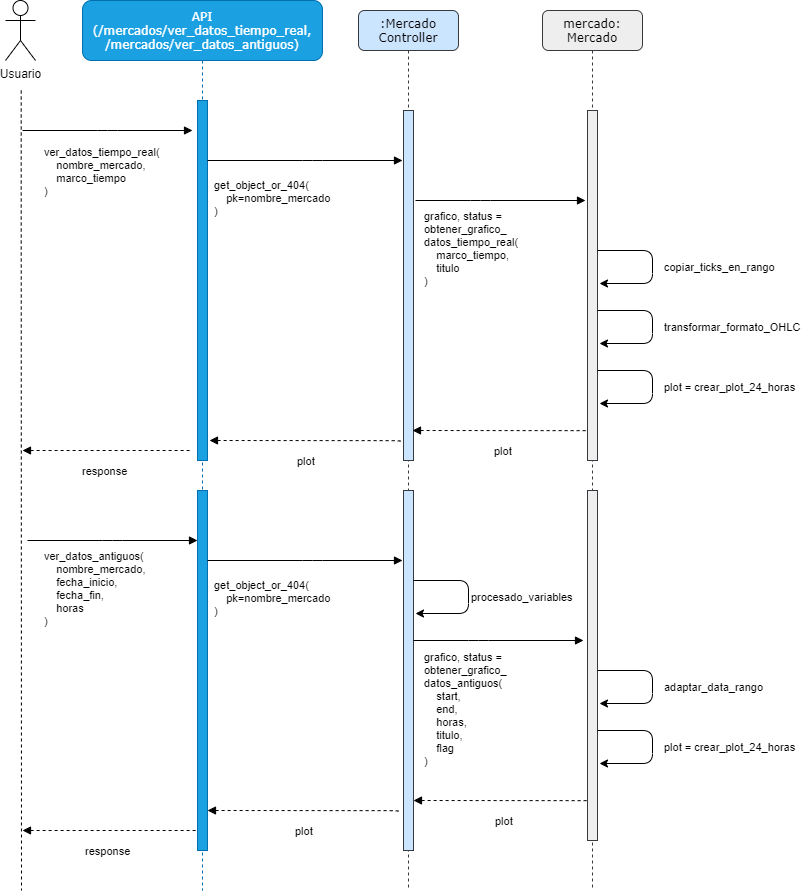 API
(/mercados/ver_datos_tiempo_real,
/mercados/ver_datos_antiguos)
:Mercado
Controller
mercado:
Mercado
Usuario
ver_datos_tiempo_real(
nombre_mercado,
marco_tiempo
)
get_object_or_404(
pk=nombre_mercado
)
grafico, status =
obtener_grafico_
datos_tiempo_real(
marco_tiempo,
titulo
)
copiar_ticks_en_rango
transformar_formato_OHLC
plot = crear_plot_24_horas
plot
plot
response
ver_datos_antiguos(
nombre_mercado,
fecha_inicio,
fecha_fin,
horas
)
get_object_or_404(
pk=nombre_mercado
)
procesado_variables
grafico, status =
obtener_grafico_
datos_antiguos(
start,
end,
horas,
titulo,
flag
)
adaptar_data_rango
plot = crear_plot_24_horas
plot
plot
response